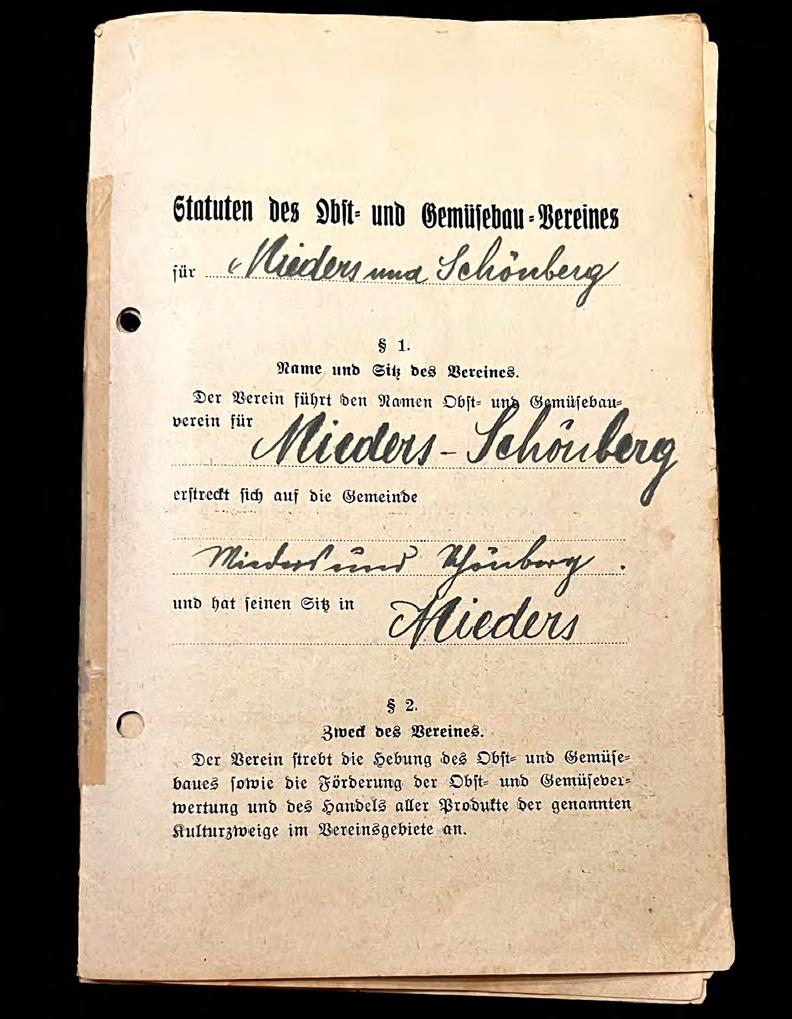 Statuten des Obst- und Gemüsebau-Vereines
für Mieders und Schönberg
§ 1.
Name und Sitz des Vereines.
Der Verein führt den Namen Obst- und Gemüsebau-
verein für Mieders - Schönberg
erstreckt sich auf die Gemeinde
Mieders und Schönberg.
und hat seinen Sitz in Mieders
§ 2.
Zweck des Vereines.
Der Verein strebt die Hebung des Obst- und Gemüse-
baues sowie die Förderung der Obst- und Gemüsever-
wertung und des Handels aller Produkte der genannten
Kulturzweige im Vereinsgebiete an.